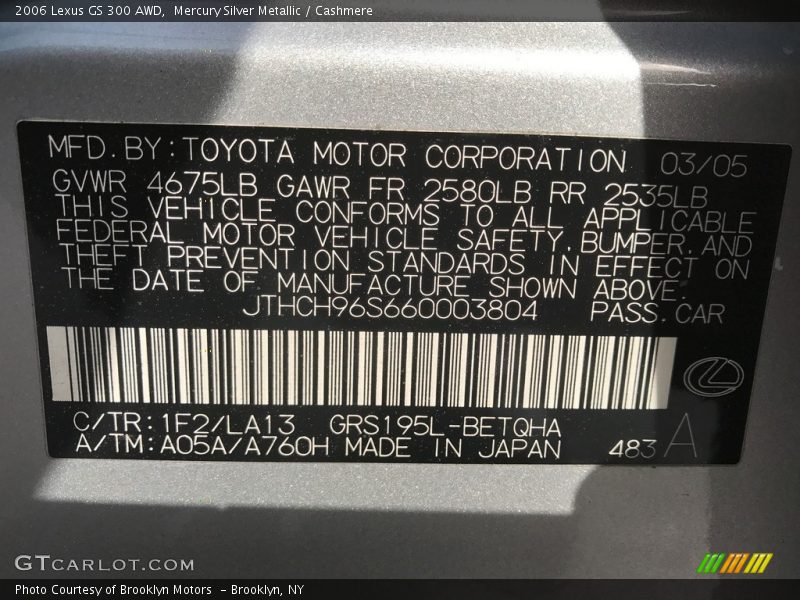 2006 Lexus GS 300 AWD,  Mercury Silver Metallic / Cashmere
MFD. BY: TOYOTA MOTOR CORPORATION 03/05
GVWR 4675LB GAWR FR 2580LB RR 2535LB
THIS VEHICLE CONFORMS TO ALL APPLICABLE
FEDERAL MOTOR VEHICLE SAFETY, BUMPER, AND
THEFT PREVENTION STANDARDS IN EFFECT ON
THE DATE OF MANUFACTURE SHOWN ABOVE.
JTHCH96S660003804 PASS. CAR
C/TR: 1F2/LA13 GRS195L-BETQHA
A/TM: A05A/A760H MADE IN JAPAN 483 A
GTCARLOT.COM
Photo Courtesy of Brooklyn Motors  – Brooklyn, NY